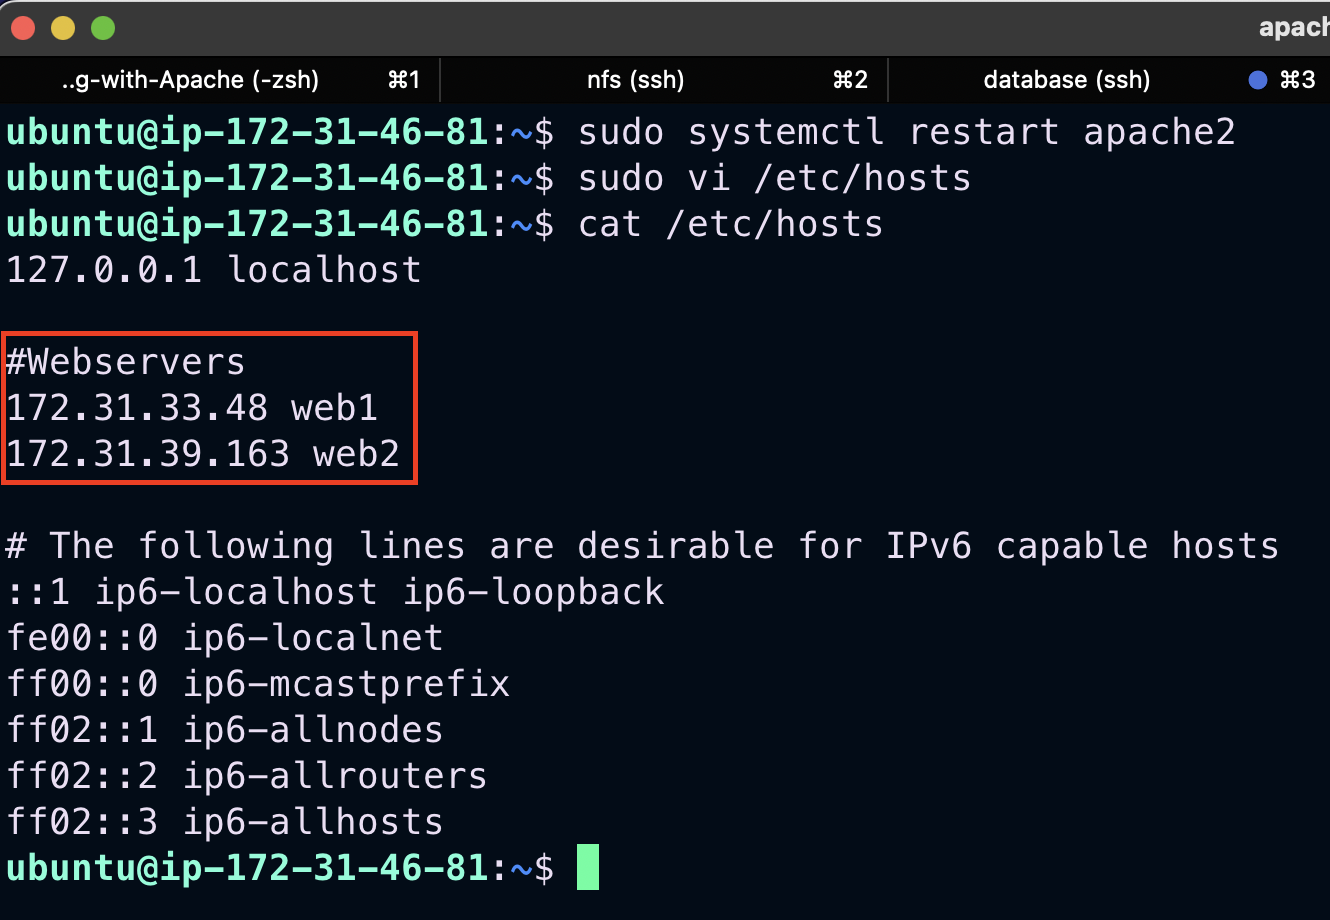 apach
..g-with-Apache (-zsh) ⌘1 nfs (ssh) ⌘2 database (ssh) ⌘3
ubuntu@ip-172-31-46-81:~$ sudo systemctl restart apache2
ubuntu@ip-172-31-46-81:~$ sudo vi /etc/hosts
ubuntu@ip-172-31-46-81:~$ cat /etc/hosts
127.0.0.1 localhost
#Webservers
172.31.33.48 web1
172.31.39.163 web2
# The following lines are desirable for IPv6 capable hosts
::1 ip6-localhost ip6-loopback
fe00::0 ip6-localnet
ff00::0 ip6-mcastprefix
ff02::1 ip6-allnodes
ff02::2 ip6-allrouters
ff02::3 ip6-allhosts
ubuntu@ip-172-31-46-81:~$